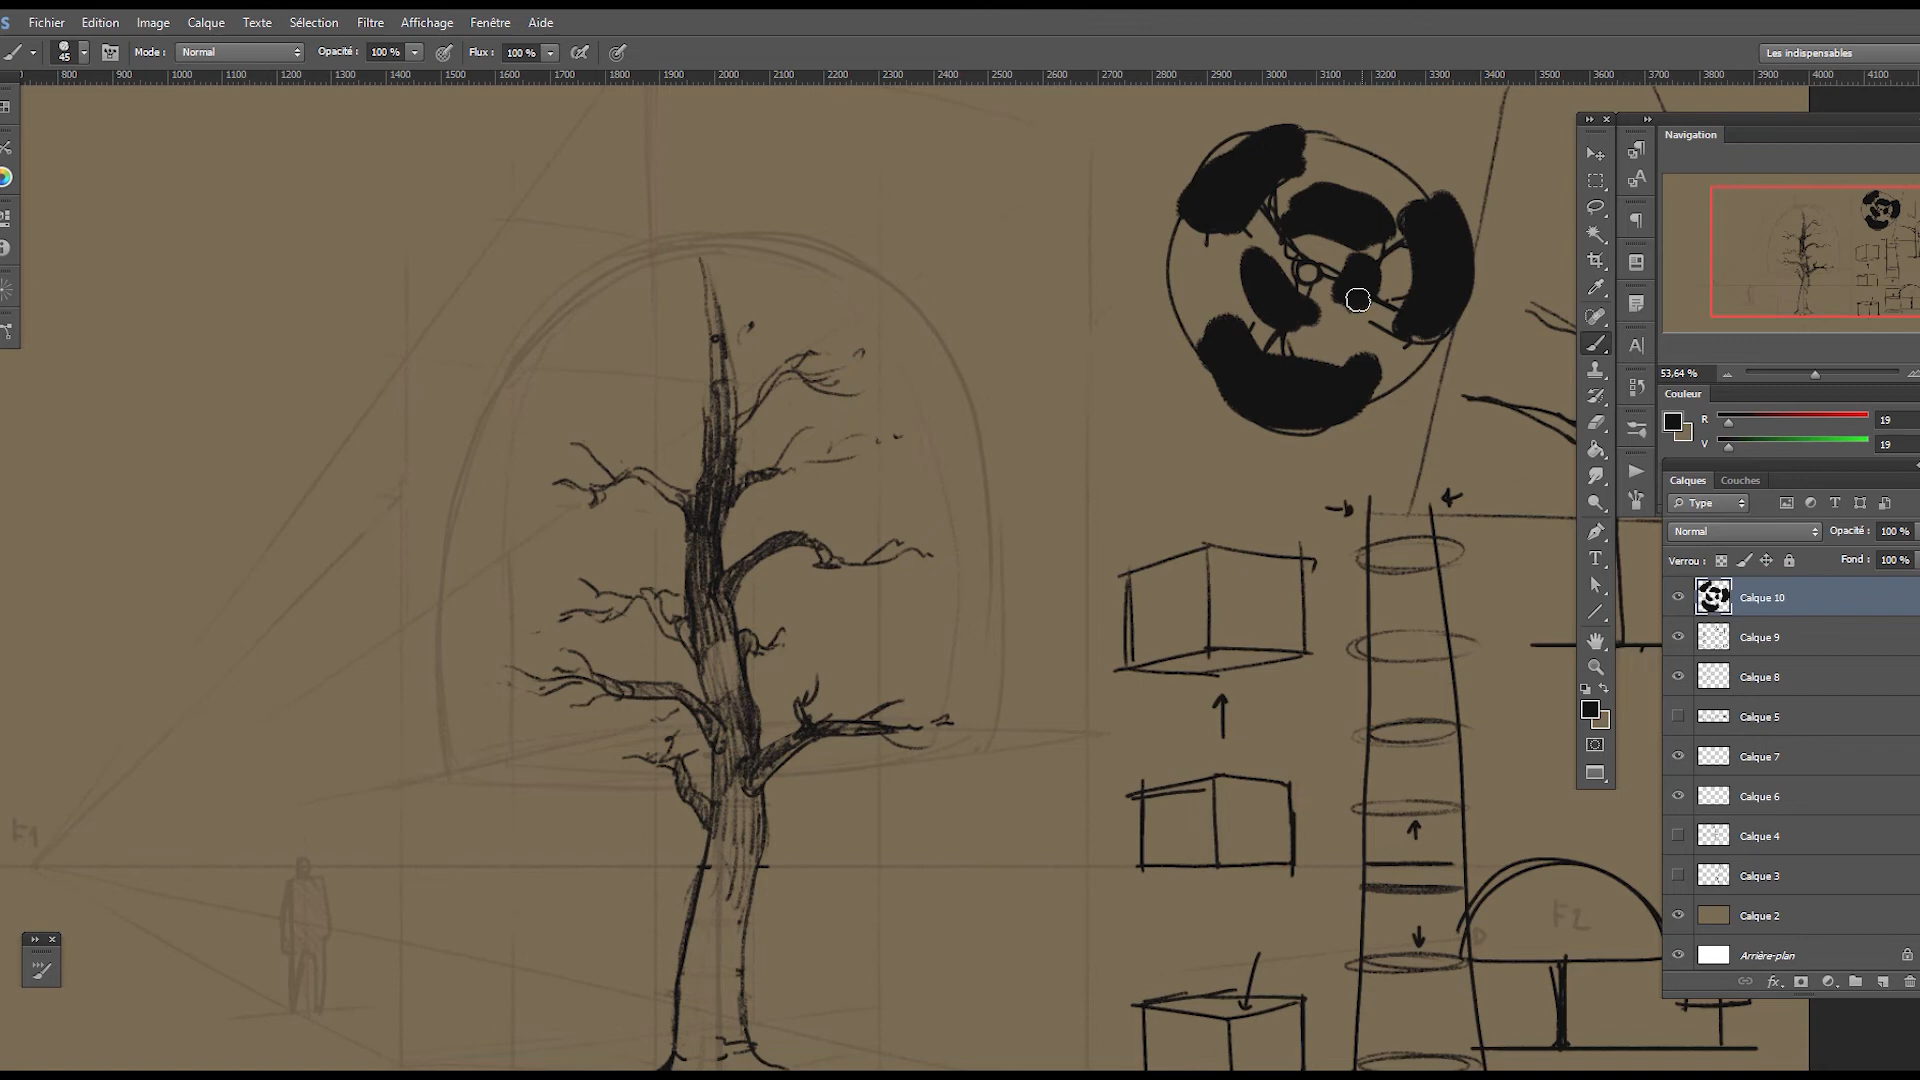 S Fichier Edition Image Calque Texte Sélection Filtre Affichage Fenêtre Aide
45 Mode : Normal Opacité : 100 % Flux : 100 % Les indispensables
800 900 1000 1100 1200 1300 1400 1500 1600 1700 1800 1900 2000 2100 2200 2300 2400 2500 2600 2700 2800 2900 3000 3100 3200 3300 3400 3500 3600 3700 3800 3900 4000 4100
Navigation
53,64 %
Couleur
R 19
V 19
Calques Couches
Type
Normal Opacité : 100 %
Verrou : Fond : 100 %
Calque 10
Calque 9
Calque 8
Calque 5
Calque 7
Calque 6
Calque 4
Calque 3
Calque 2
Arrière-plan
fx
F1
F2